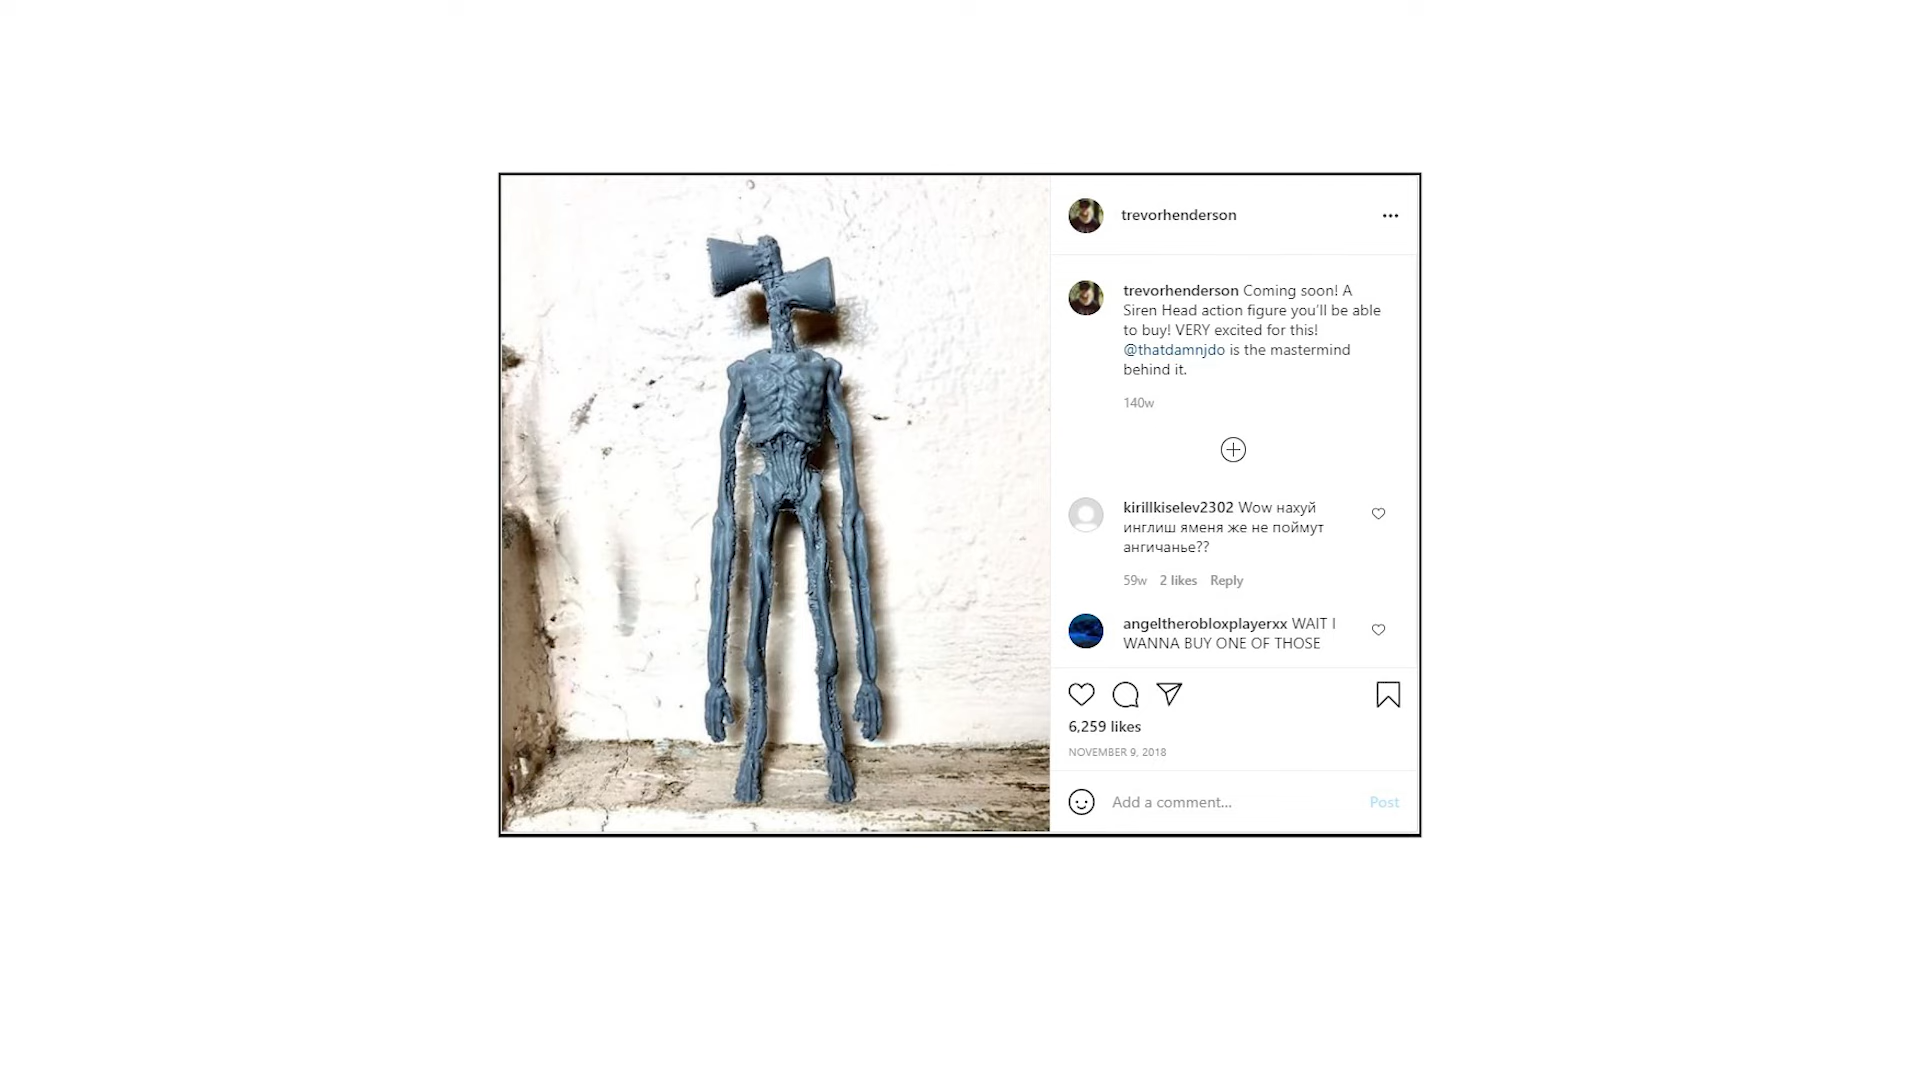 trevorhenderson
trevorhenderson Coming soon! A
Siren Head action figure you'll be able
to buy! VERY excited for this!
@thatdamnjdo is the mastermind
behind it.
140w
kirillkiselev2302 Wow нахуй
инглиш яменя же не поймут
ангичанье??
59w 2 likes Reply
angeltherobloxplayerxx WAIT I
WANNA BUY ONE OF THOSE
6,259 likes
NOVEMBER 9, 2018
Add a comment... Post